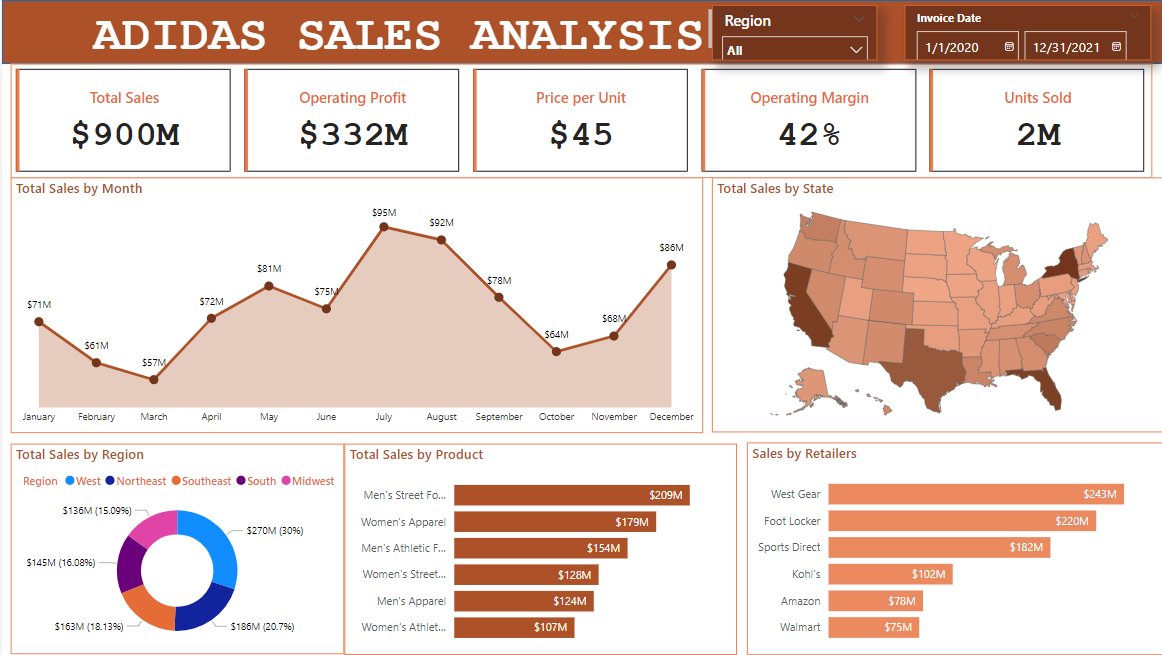 ADIDAS SALES ANALYSIS
Region
All
Invoice Date
1/1/2020
12/31/2021
Total Sales
$900M
Operating Profit
$332M
Price per Unit
$45
Operating Margin
42%
Units Sold
2M
Total Sales by Month
$71M
$61M
$57M
$72M
$81M
$75M
$95M
$92M
$78M
$64M
$68M
$86M
January February March April May June July August September October November December
Total Sales by State
Total Sales by Region
Region West Northeast Southeast South Midwest
$136M (15.09%)
$270M (30%)
$145M (16.08%)
$163M (18.13%)
$186M (20.7%)
Total Sales by Product
Men's Street Fo... $209M
Women's Apparel $179M
Men's Athletic F... $154M
Women's Street... $128M
Men's Apparel $124M
Women's Athlet... $107M
Sales by Retailers
West Gear $243M
Foot Locker $220M
Sports Direct $182M
Kohl's $102M
Amazon $78M
Walmart $75M